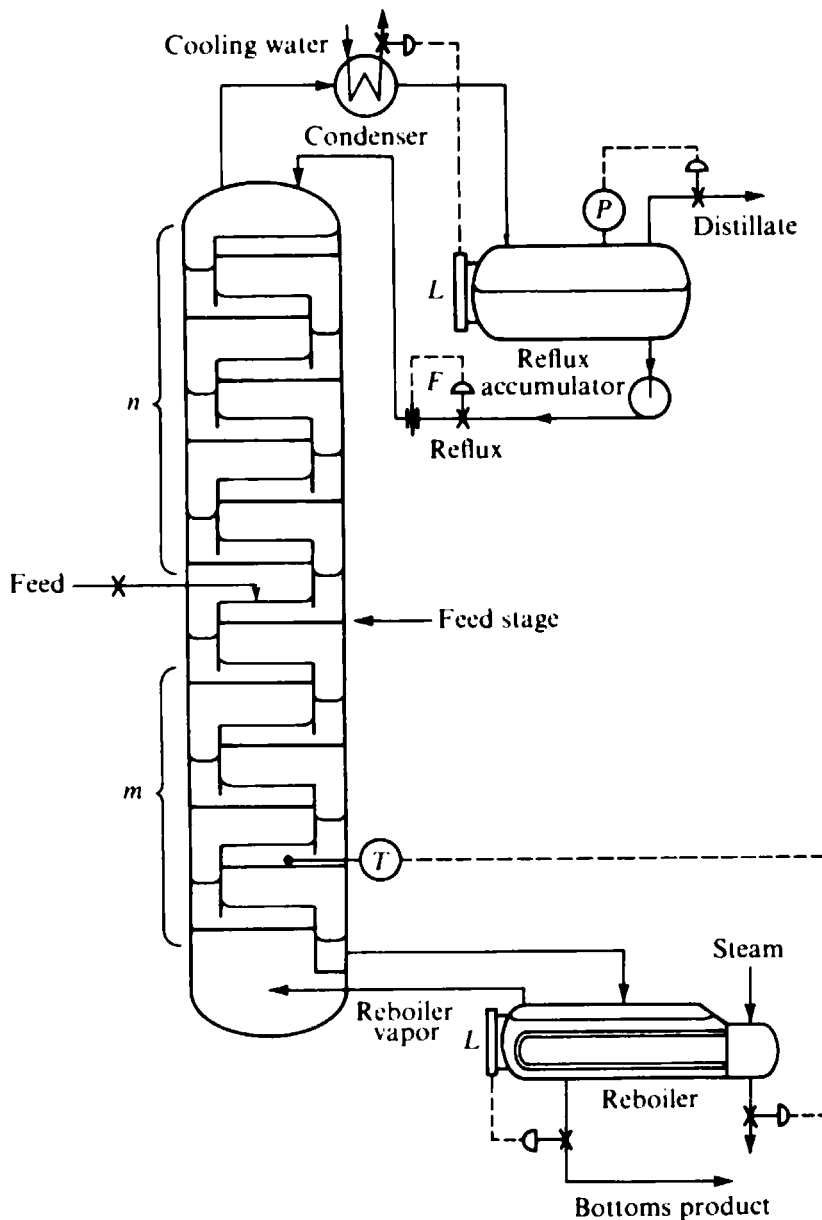 Cooling water
Condenser
P
Distillate
L
Reflux
accumulator
F
Reflux
n
Feed
Feed stage
m
T
Steam
Reboiler
vapor
L
Reboiler
Bottoms product